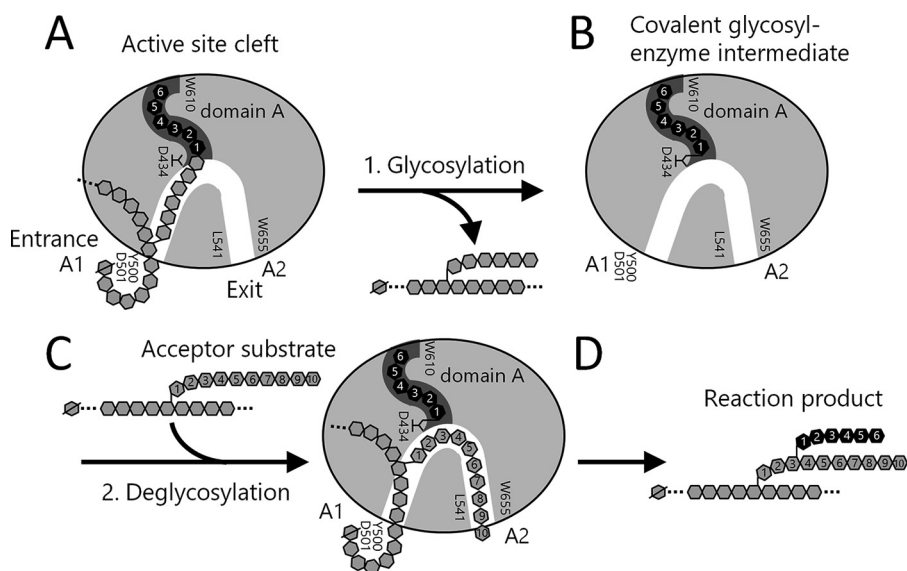 A
Active site cleft
6
5
4
3
2
1
W610
domain A
D434
Entrance
A1
Y500
D501
L541
W655
A2
Exit
1. Glycosylation
B
Covalent glycosyl-
enzyme intermediate
6
5
4
3
2
1
W610
domain A
D434
A1
Y500
D501
L541
W655
A2
C
Acceptor substrate
1 2 3 4 5 6 7 8 9 10
2. Deglycosylation
6
5
4
3
2
1
W610
domain A
D434
1 2 3 4 5
6
7
8
9
10
A1
Y500
D501
L541
W655
A2
D
Reaction product
1 2 3 4 5 6
1 2 3 4 5 6 7 8 9 10